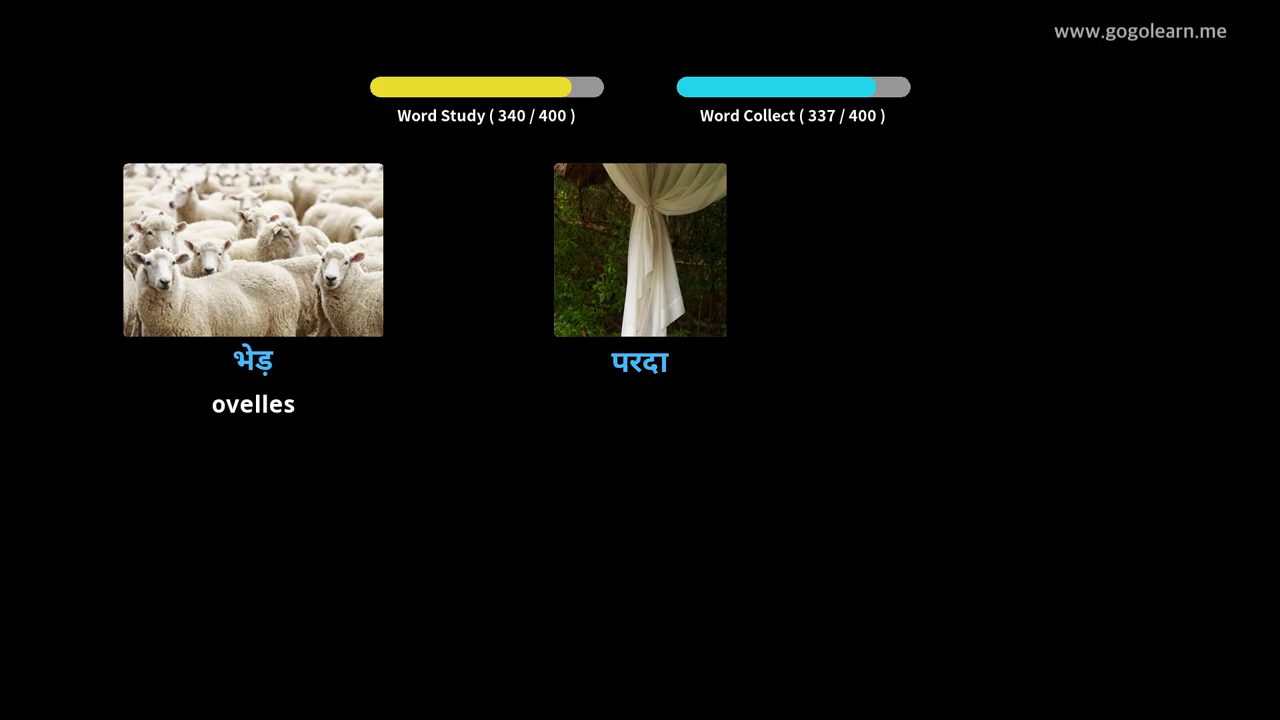 www.gogolearn.me
Word Study ( 340 / 400 )
Word Collect ( 337 / 400 )
भेड़
परदा
ovelles